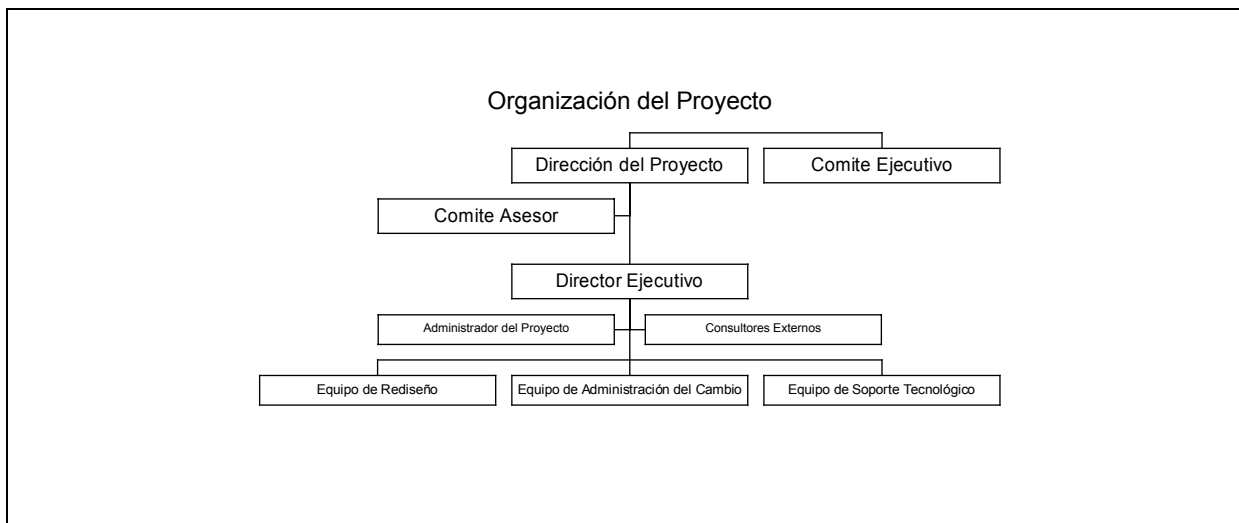 Organización del Proyecto
Dirección del Proyecto
Comite Ejecutivo
Comite Asesor
Director Ejecutivo
Administrador del Proyecto
Consultores Externos
Equipo de Rediseño
Equipo de Administración del Cambio
Equipo de Soporte Tecnológico